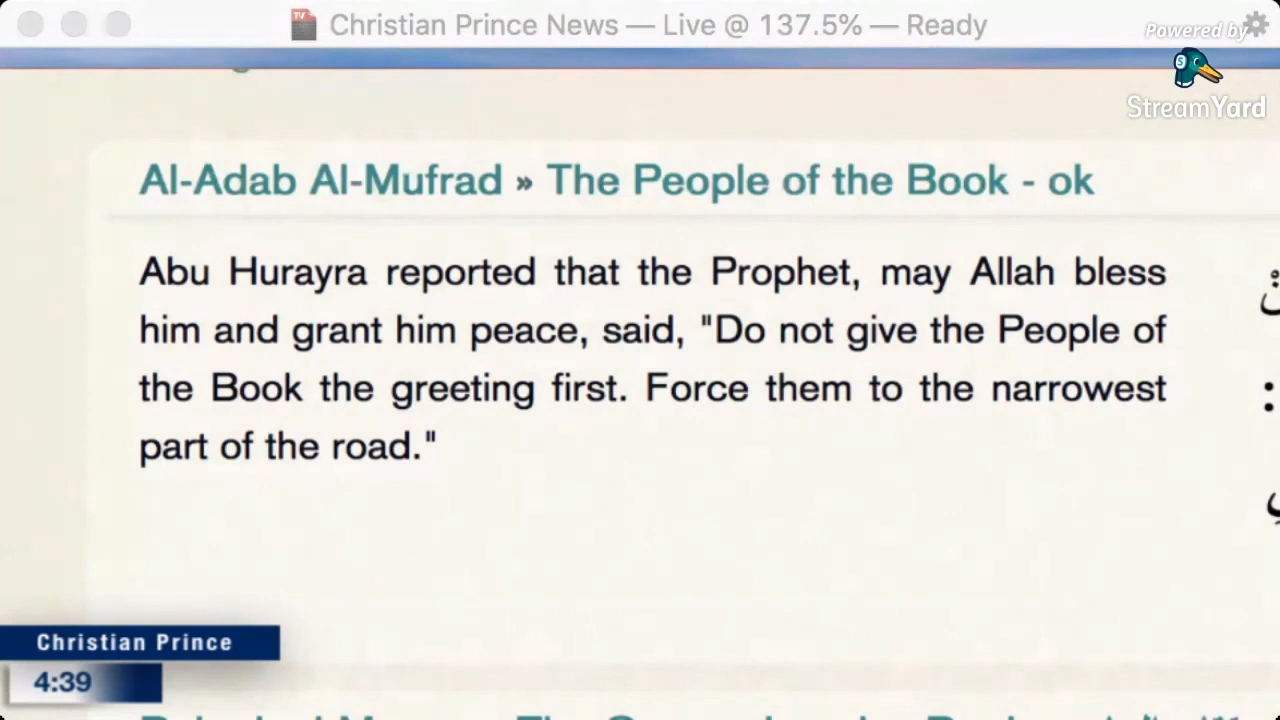 Christian Prince News — Live @ 137.5% — Ready
Powered by
StreamYard
Al-Adab Al-Mufrad » The People of the Book - ok
Abu Hurayra reported that the Prophet, may Allah bless
him and grant him peace, said, "Do not give the People of
the Book the greeting first. Force them to the narrowest
part of the road."
Christian Prince
4:39